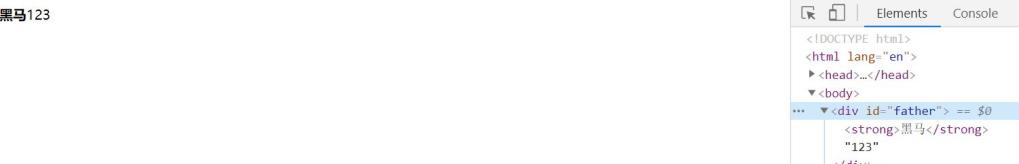 黑马123
Elements Console
<!DOCTYPE html>
<html lang="en">
<head>…</head>
<body>
<div id="father"> == $0
<strong>黑马</strong>
"123"
</div>